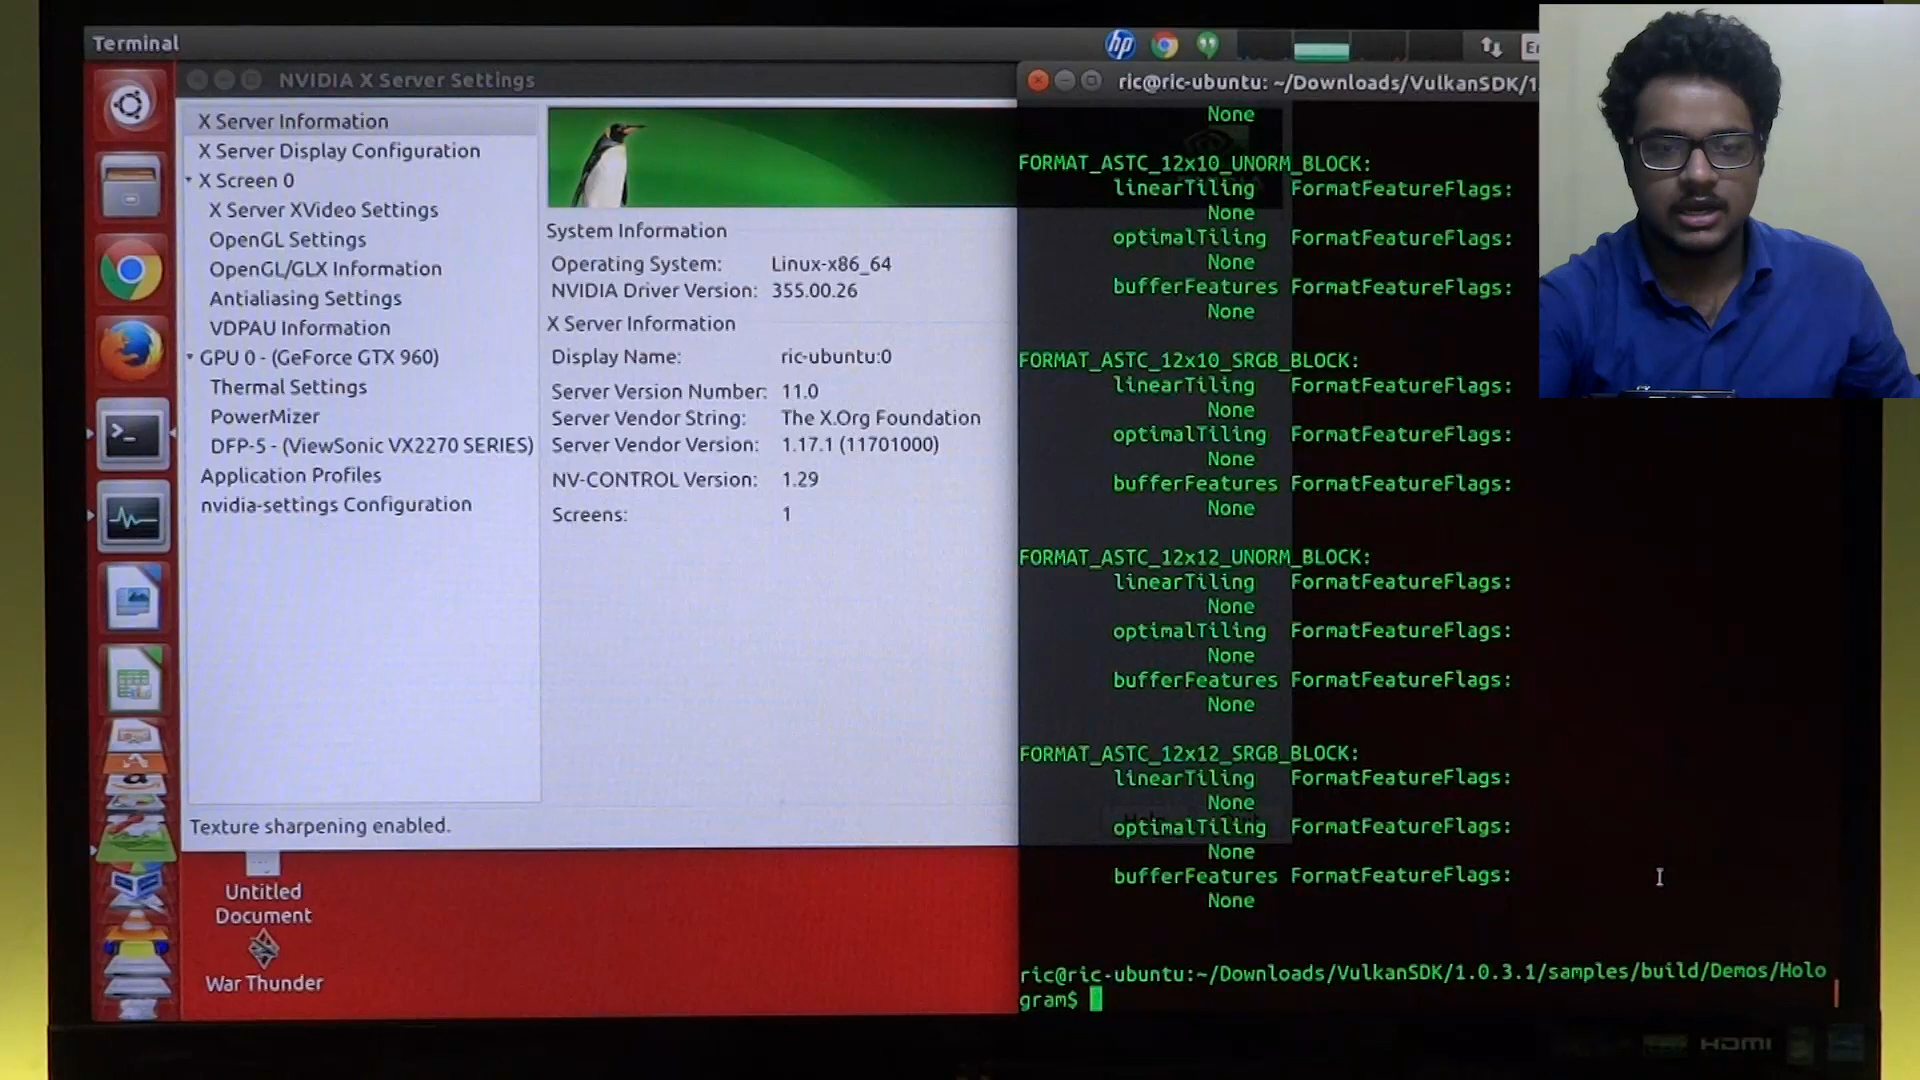 Terminal
hp
NVIDIA X Server Settings
X Server Information
X Server Display Configuration
X Screen 0
X Server XVideo Settings
OpenGL Settings
OpenGL/GLX Information
Antialiasing Settings
VDPAU Information
GPU 0 - (GeForce GTX 960)
Thermal Settings
PowerMizer
DFP-5 - (ViewSonic VX2270 SERIES)
Application Profiles
nvidia-settings Configuration
Texture sharpening enabled.
System Information
Operating System: Linux-x86_64
NVIDIA Driver Version: 355.00.26
X Server Information
Display Name: ric-ubuntu:0
Server Version Number: 11.0
Server Vendor String: The X.Org Foundation
Server Vendor Version: 1.17.1 (11701000)
NV-CONTROL Version: 1.29
Screens: 1
Untitled
Document
War Thunder
ric@ric-ubuntu: ~/Downloads/VulkanSDK/1.
None
FORMAT_ASTC_12x10_UNORM_BLOCK:
linearTiling FormatFeatureFlags:
None
optimalTiling FormatFeatureFlags:
None
bufferFeatures FormatFeatureFlags:
None
FORMAT_ASTC_12x10_SRGB_BLOCK:
linearTiling FormatFeatureFlags:
None
optimalTiling FormatFeatureFlags:
None
bufferFeatures FormatFeatureFlags:
None
FORMAT_ASTC_12x12_UNORM_BLOCK:
linearTiling FormatFeatureFlags:
None
optimalTiling FormatFeatureFlags:
None
bufferFeatures FormatFeatureFlags:
None
FORMAT_ASTC_12x12_SRGB_BLOCK:
linearTiling FormatFeatureFlags:
None
optimalTiling FormatFeatureFlags:
None
bufferFeatures FormatFeatureFlags:
None
ric@ric-ubuntu:~/Downloads/VulkanSDK/1.0.3.1/samples/build/Demos/Holo
gram$
HDMI